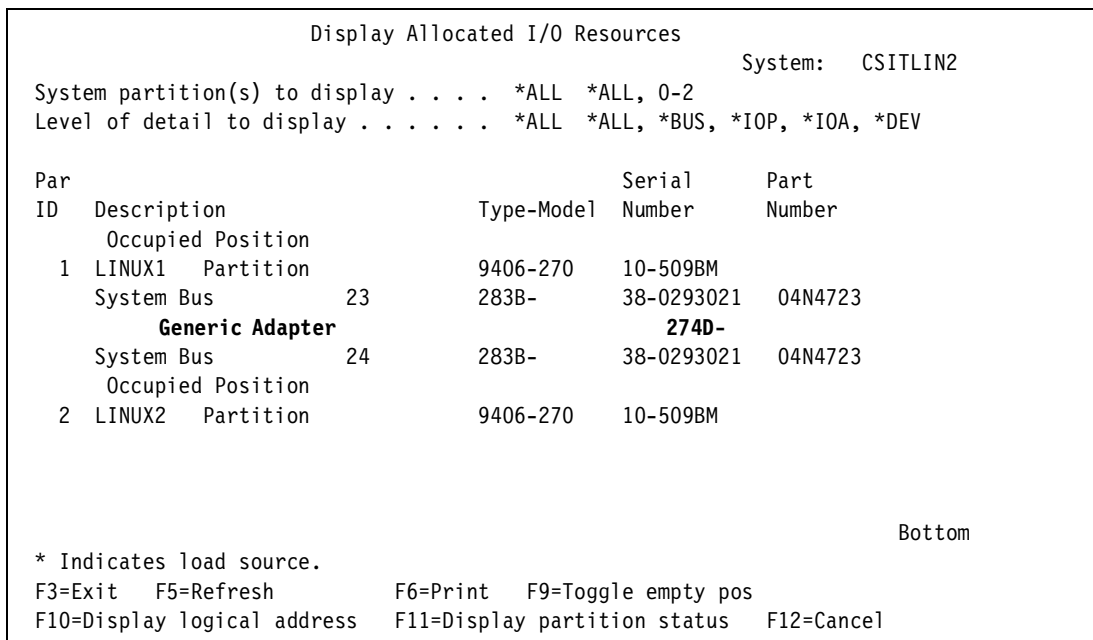 Display Allocated I/O Resources
System: CSITLIN2
System partition(s) to display . . . . *ALL *ALL, 0-2
Level of detail to display . . . . . . *ALL *ALL, *BUS, *IOP, *IOA, *DEV
Par Serial Part
ID Description Type-Model Number Number
Occupied Position
1 LINUX1 Partition 9406-270 10-509BM
System Bus 23 283B- 38-0293021 04N4723
Generic Adapter 274D-
System Bus 24 283B- 38-0293021 04N4723
Occupied Position
2 LINUX2 Partition 9406-270 10-509BM
Bottom
* Indicates load source.
F3=Exit F5=Refresh F6=Print F9=Toggle empty pos
F10=Display logical address F11=Display partition status F12=Cancel